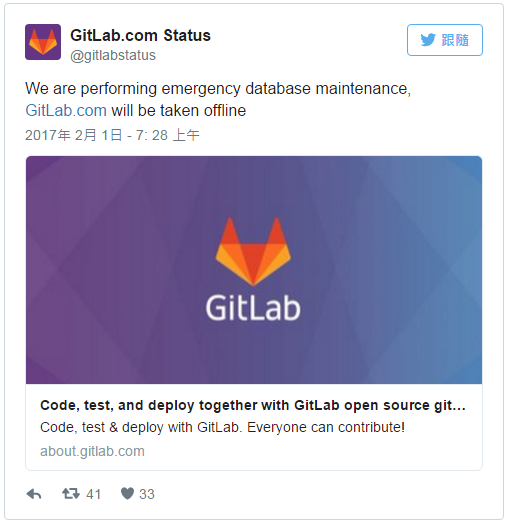 GitLab.com Status
@gitlabstatus
跟隨
We are performing emergency database maintenance,
GitLab.com will be taken offline
2017年 2月 1日 - 7: 28 上午
GitLab
Code, test, and deploy together with GitLab open source git…
Code, test & deploy with GitLab. Everyone can contribute!
about.gitlab.com
41 33